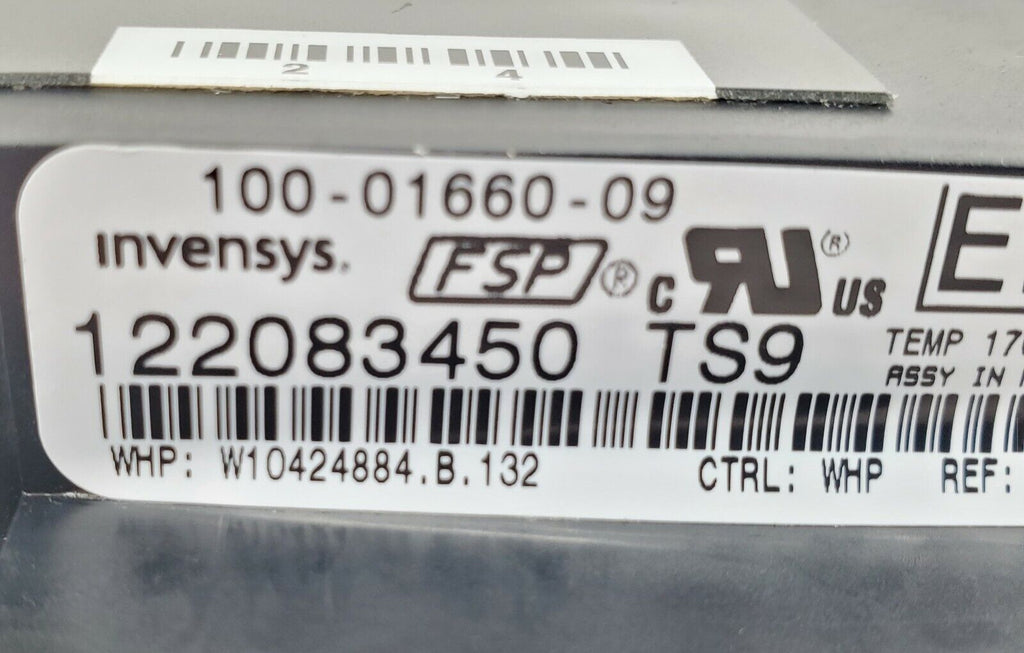 2 4
100-01660-09
invensys. FSP® c RU® US
122083450 TS9
TEMP
ASSY IN
WHP: W10424884.B.132 CTRL: WHP REF: